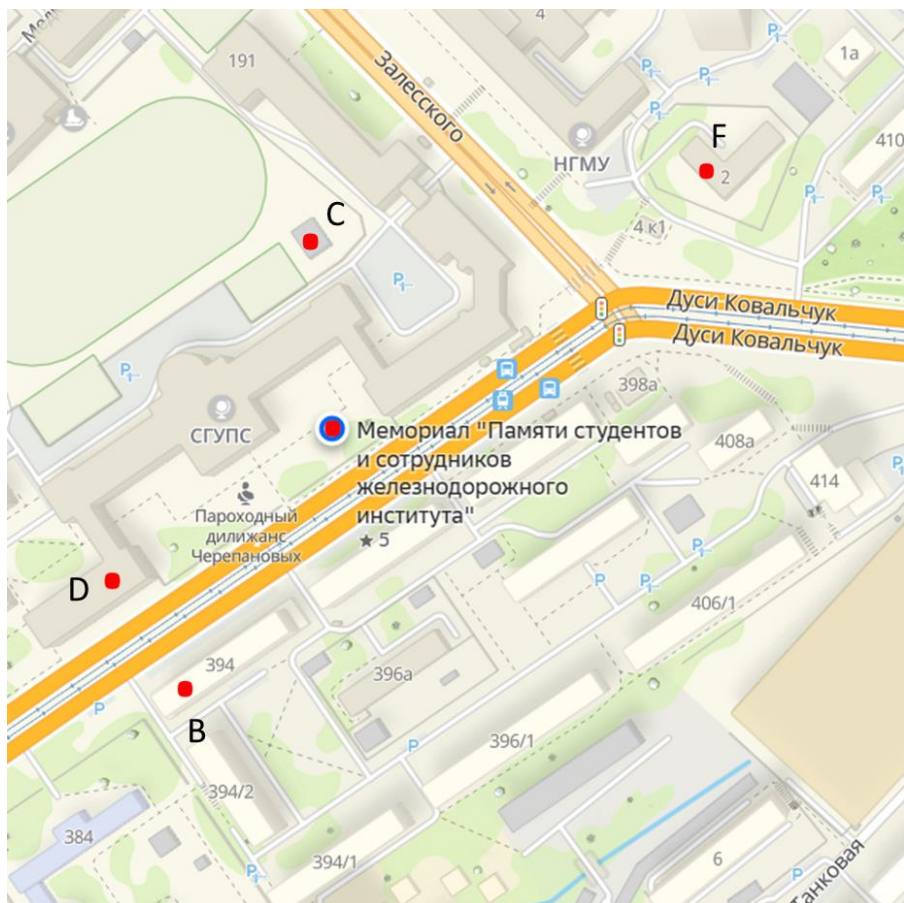 4
191
1а
Залесского
F
НГМУ
410
2
C
4 к1
Дуси Ковальчук
Дуси Ковальчук
398а
СГУПС
Мемориал "Памяти студентов
и сотрудников
железнодорожного
института"
5
408а
414
Пароходный
дилижанс
Черепановых
D
406/1
394
396а
B
396/1
394/2
384
394/1
6
Танковая